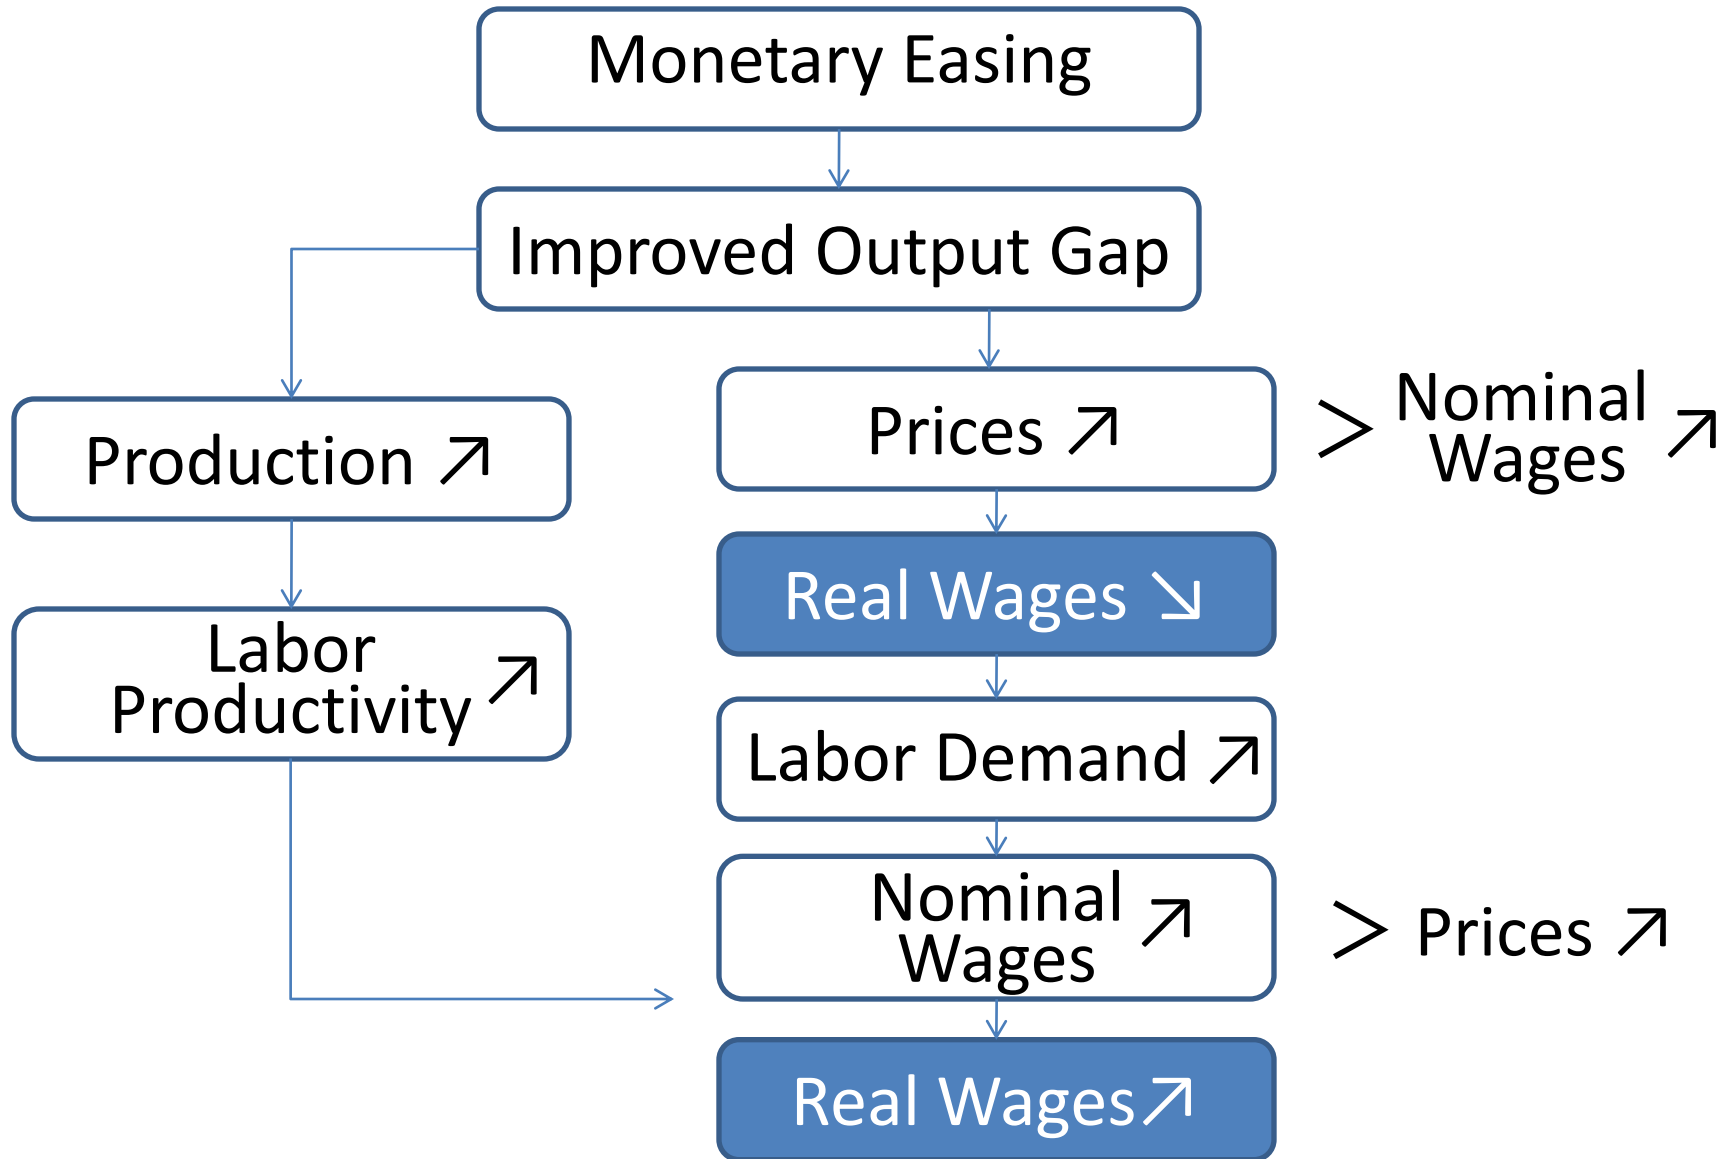 Monetary Easing
Improved Output Gap
Production ↗
Labor
Productivity ↗
Prices ↗ > Nominal
Wages ↗
Real Wages ↘
Labor Demand ↗
Nominal
Wages ↗ > Prices ↗
Real Wages ↗